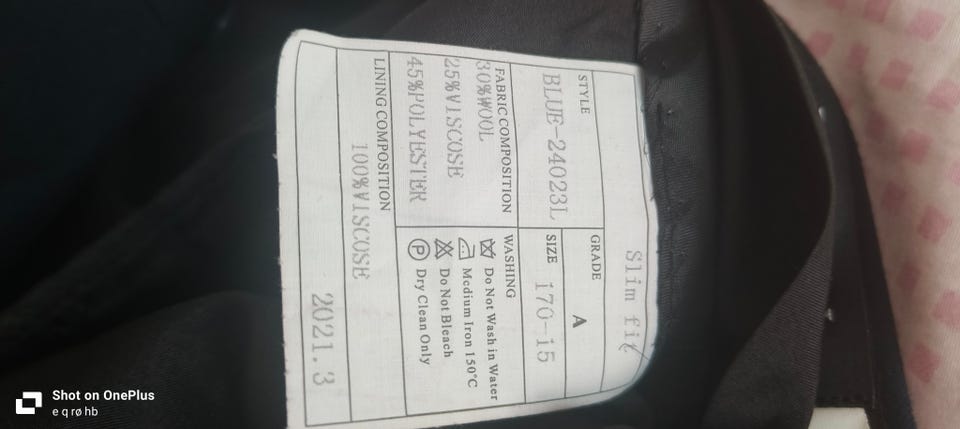 Slim fit
STYLE
BLUE-24023L
GRADE
A
SIZE 170-15
FABRIC COMPOSITION
30%WOOL
25%VISCOSE
45%POLYESTER
WASHING
Do Not Wash in Water
Medium Iron 150°C
Do Not Bleach
P Dry Clean Only
LINING COMPOSITION
100%VISCOSE
2021.3
Shot on OnePlus
e q rø hb